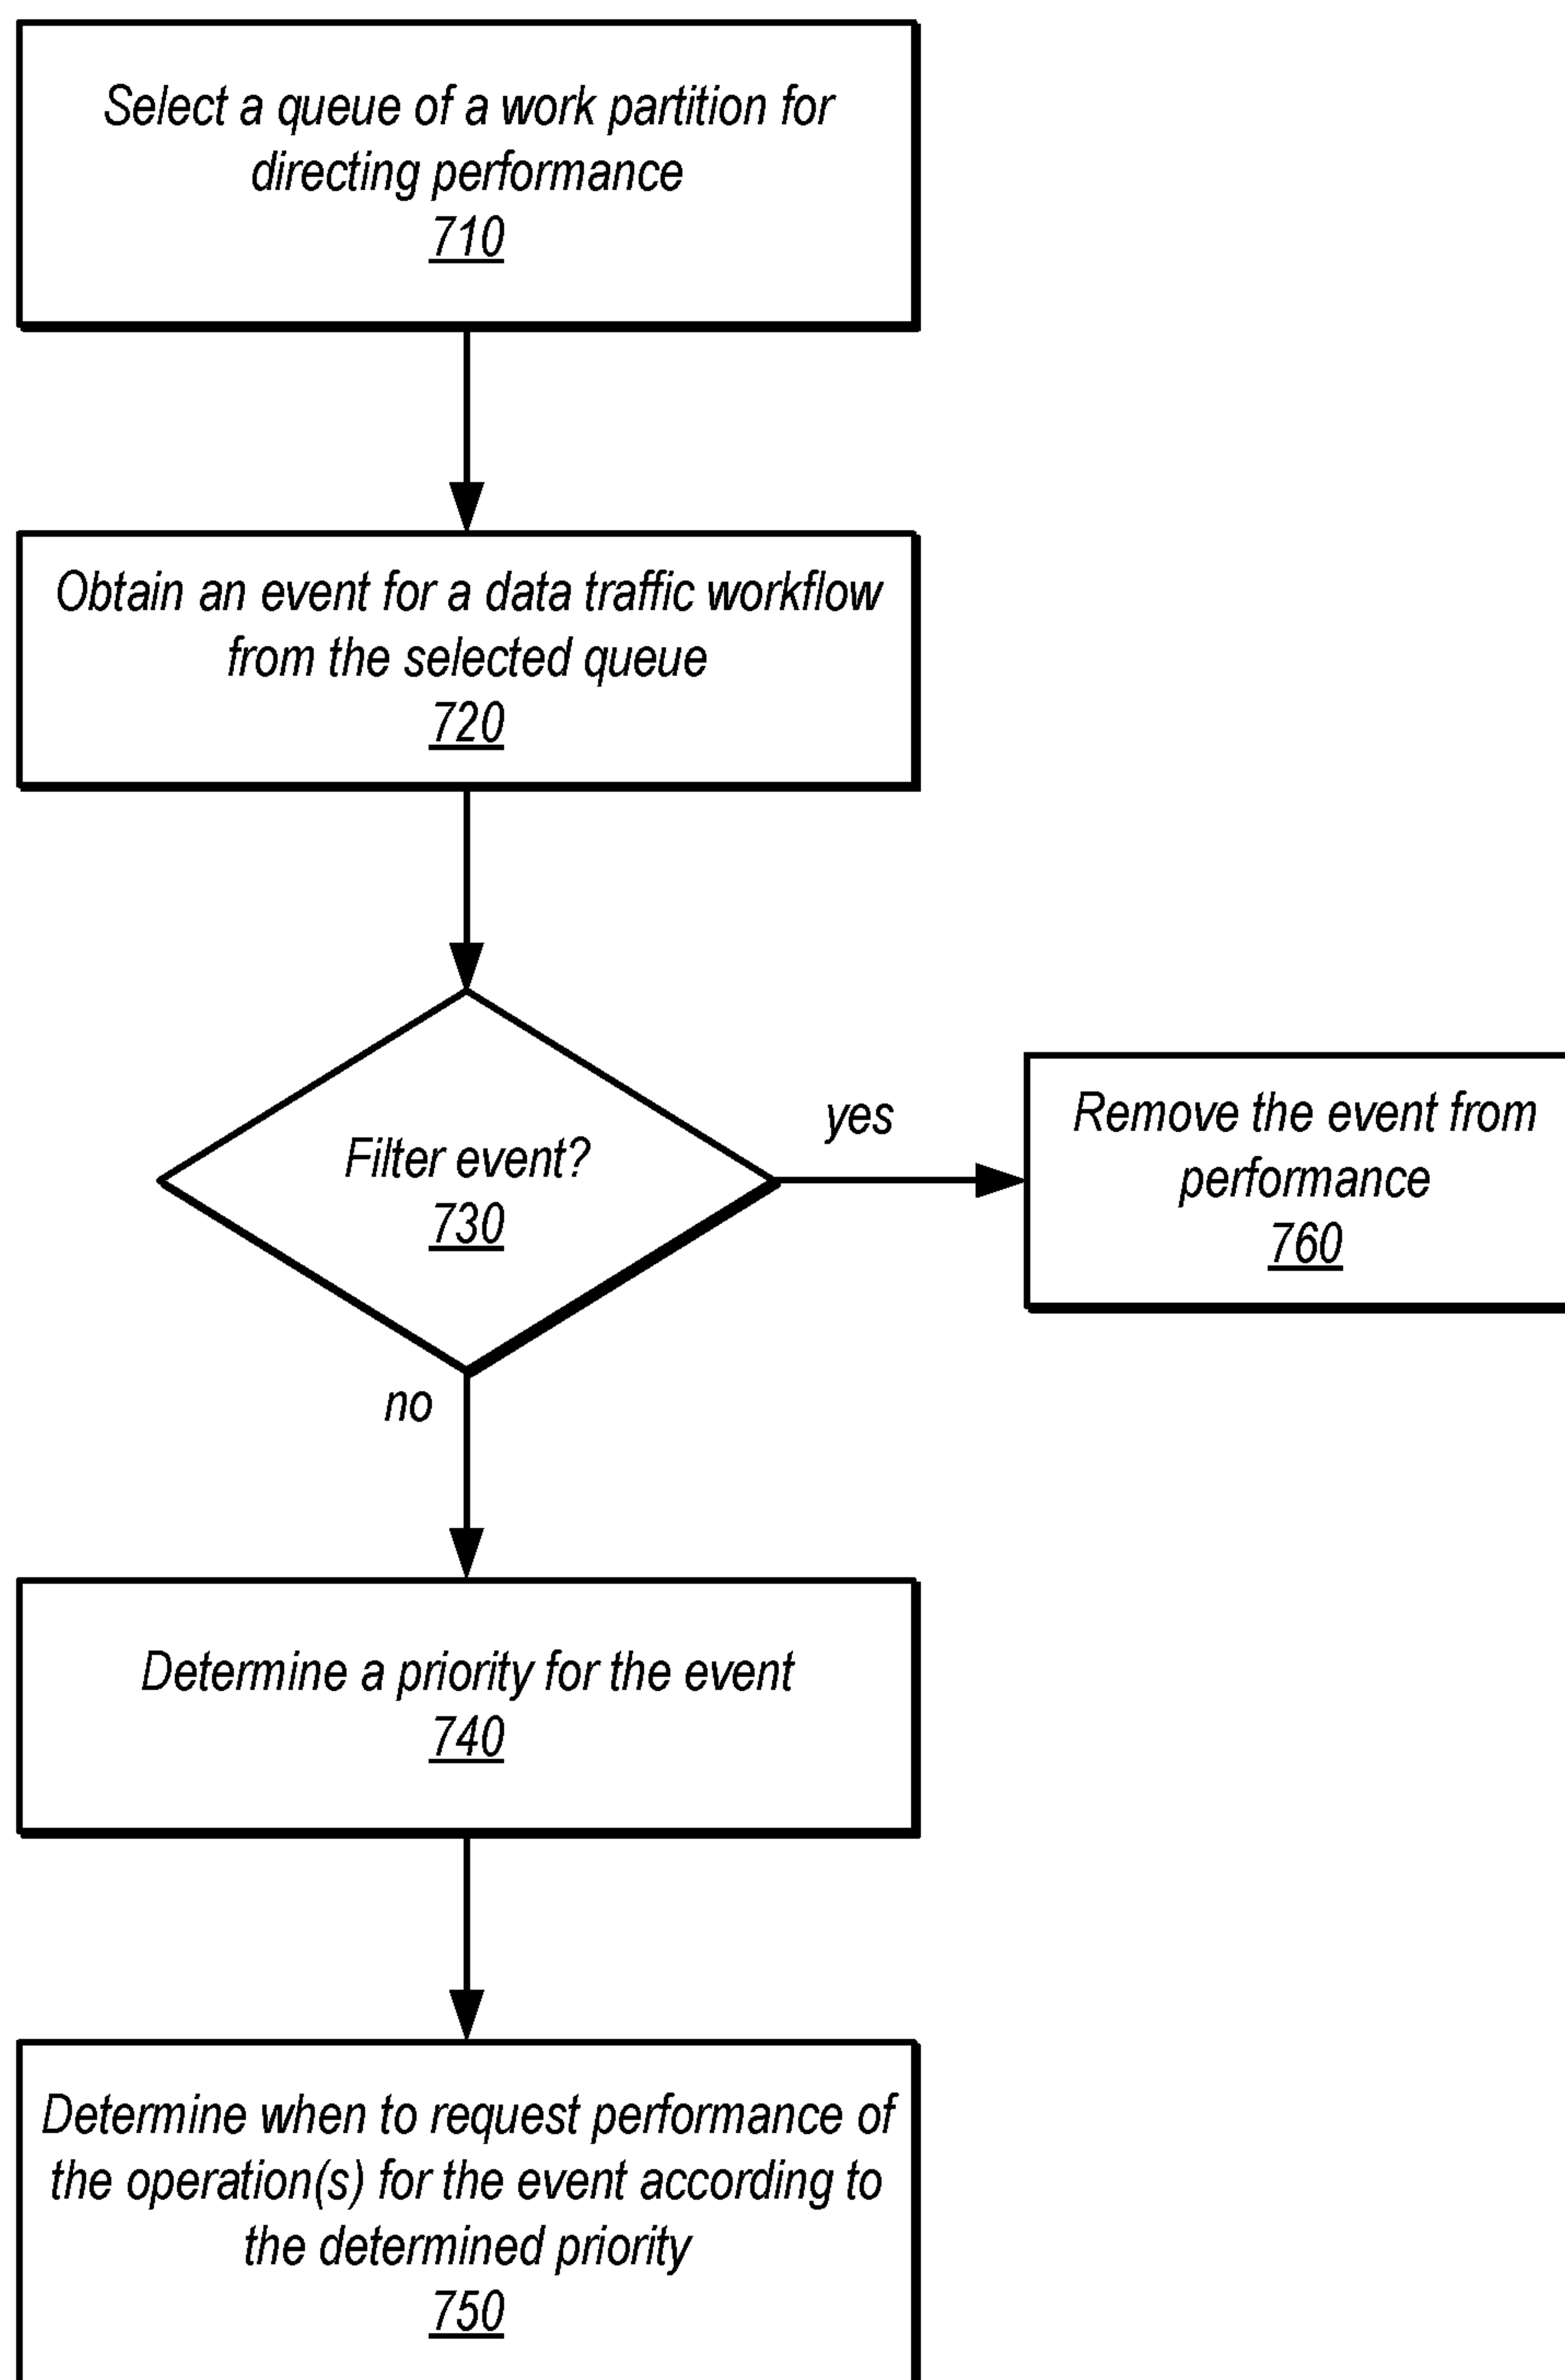 Select a queue of a work partition for
directing performance
710
Obtain an event for a data traffic workflow
from the selected queue
720
Filter event?
730
yes
Remove the event from
performance
760
no
Determine a priority for the event
740
Determine when to request performance of
the operation(s) for the event according to
the determined priority
750